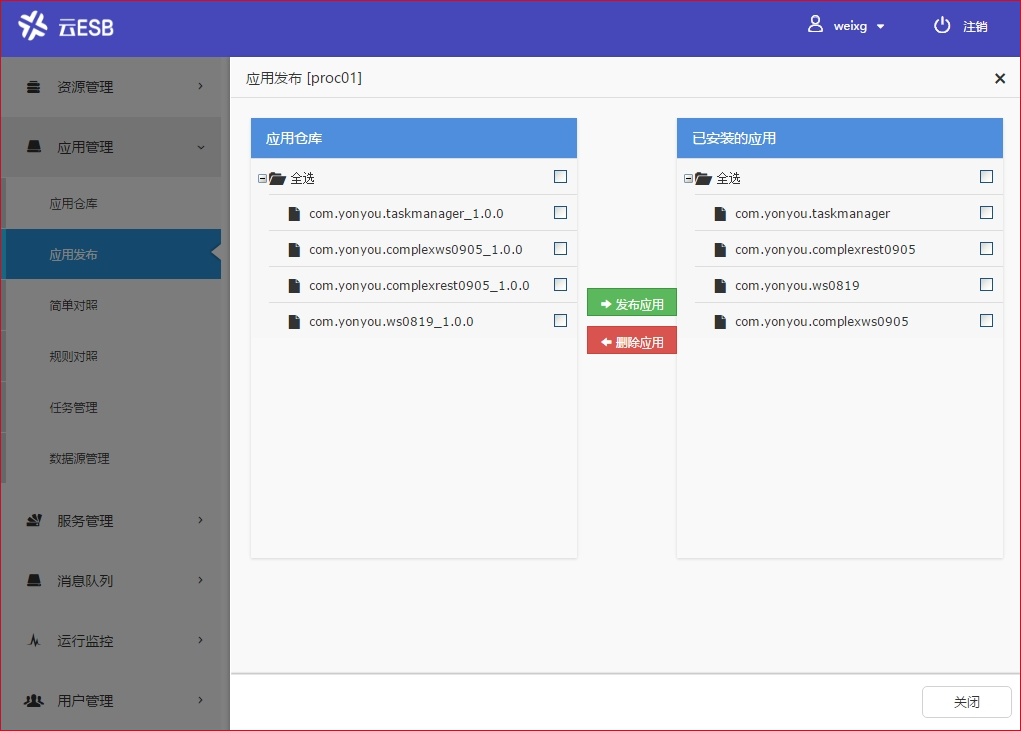 云ESB
weixg
注销
资源管理
应用管理
应用仓库
应用发布
简单对照
规则对照
任务管理
数据源管理
服务管理
消息队列
运行监控
用户管理
应用发布 [proc01]
应用仓库
全选
com.yonyou.taskmanager_1.0.0
com.yonyou.complexws0905_1.0.0
com.yonyou.complexrest0905_1.0.0
com.yonyou.ws0819_1.0.0
发布应用
删除应用
已安装的应用
全选
com.yonyou.taskmanager
com.yonyou.complexrest0905
com.yonyou.ws0819
com.yonyou.complexws0905
关闭